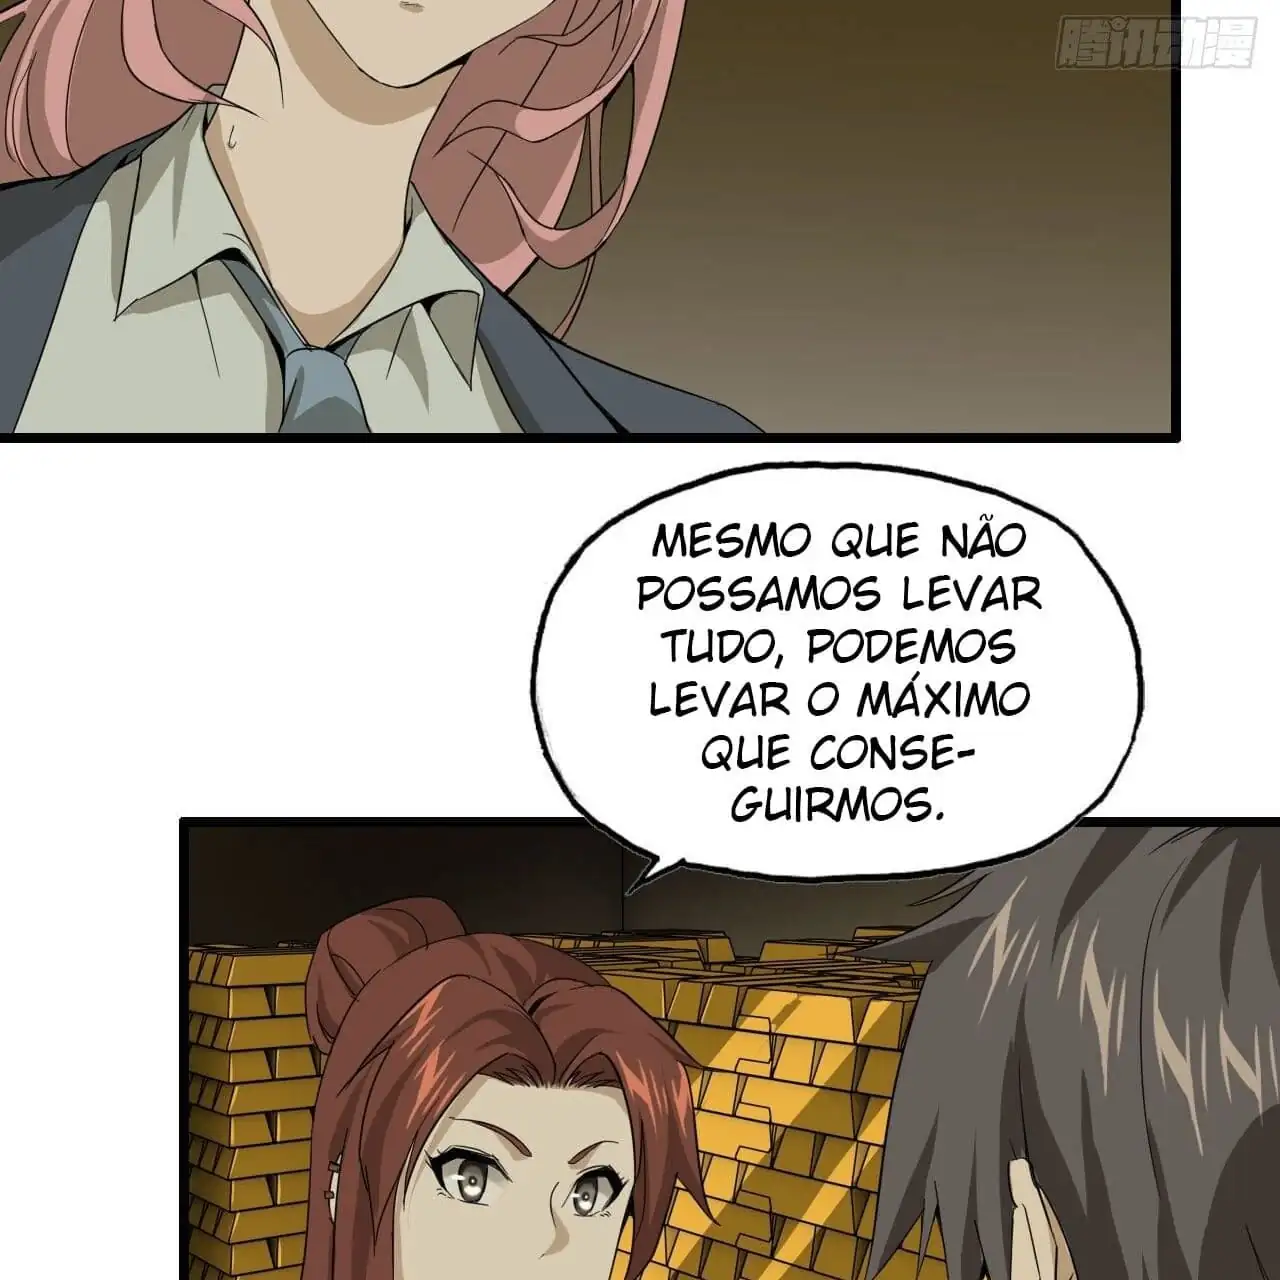 腾讯动漫
MESMO QUE NÃO
POSSAMOS LEVAR
TUDO, PODEMOS
LEVAR O MÁXIMO
QUE CONSE-
GUIRMOS.